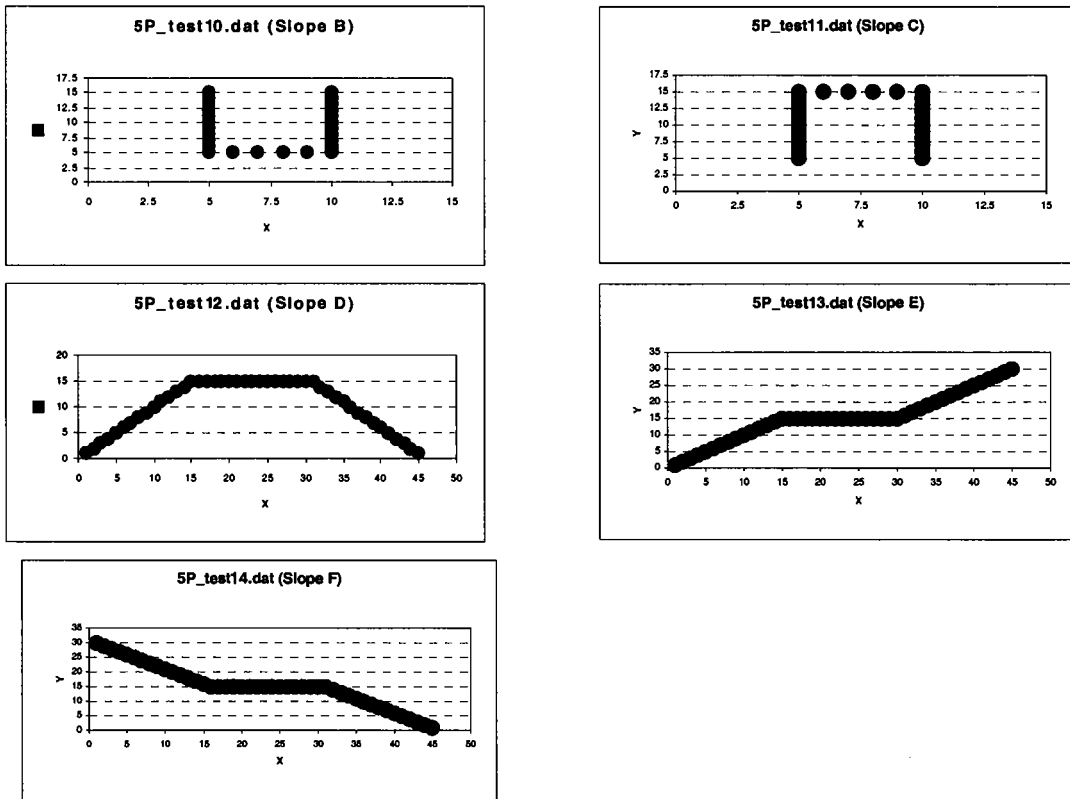 5P_test10.dat (Slope B)
17.5
15
12.5
10
7.5
5
2.5
0
0 2.5 5 7.5 10 12.5 15
X
5P_test11.dat (Slope C)
Y
17.5
15
12.5
10
7.5
5
2.5
0
0 2.5 5 7.5 10 12.5 15
X
5P_test12.dat (Slope D)
20
15
10
5
0
0 5 10 15 20 25 30 35 40 45 50
X
5P_test13.dat (Slope E)
Y
35
30
25
20
15
10
5
0
0 5 10 15 20 25 30 35 40 45 50
X
5P_test14.dat (Slope F)
Y
35
30
25
20
15
10
5
0
0 5 10 15 20 25 30 35 40 45 50
X